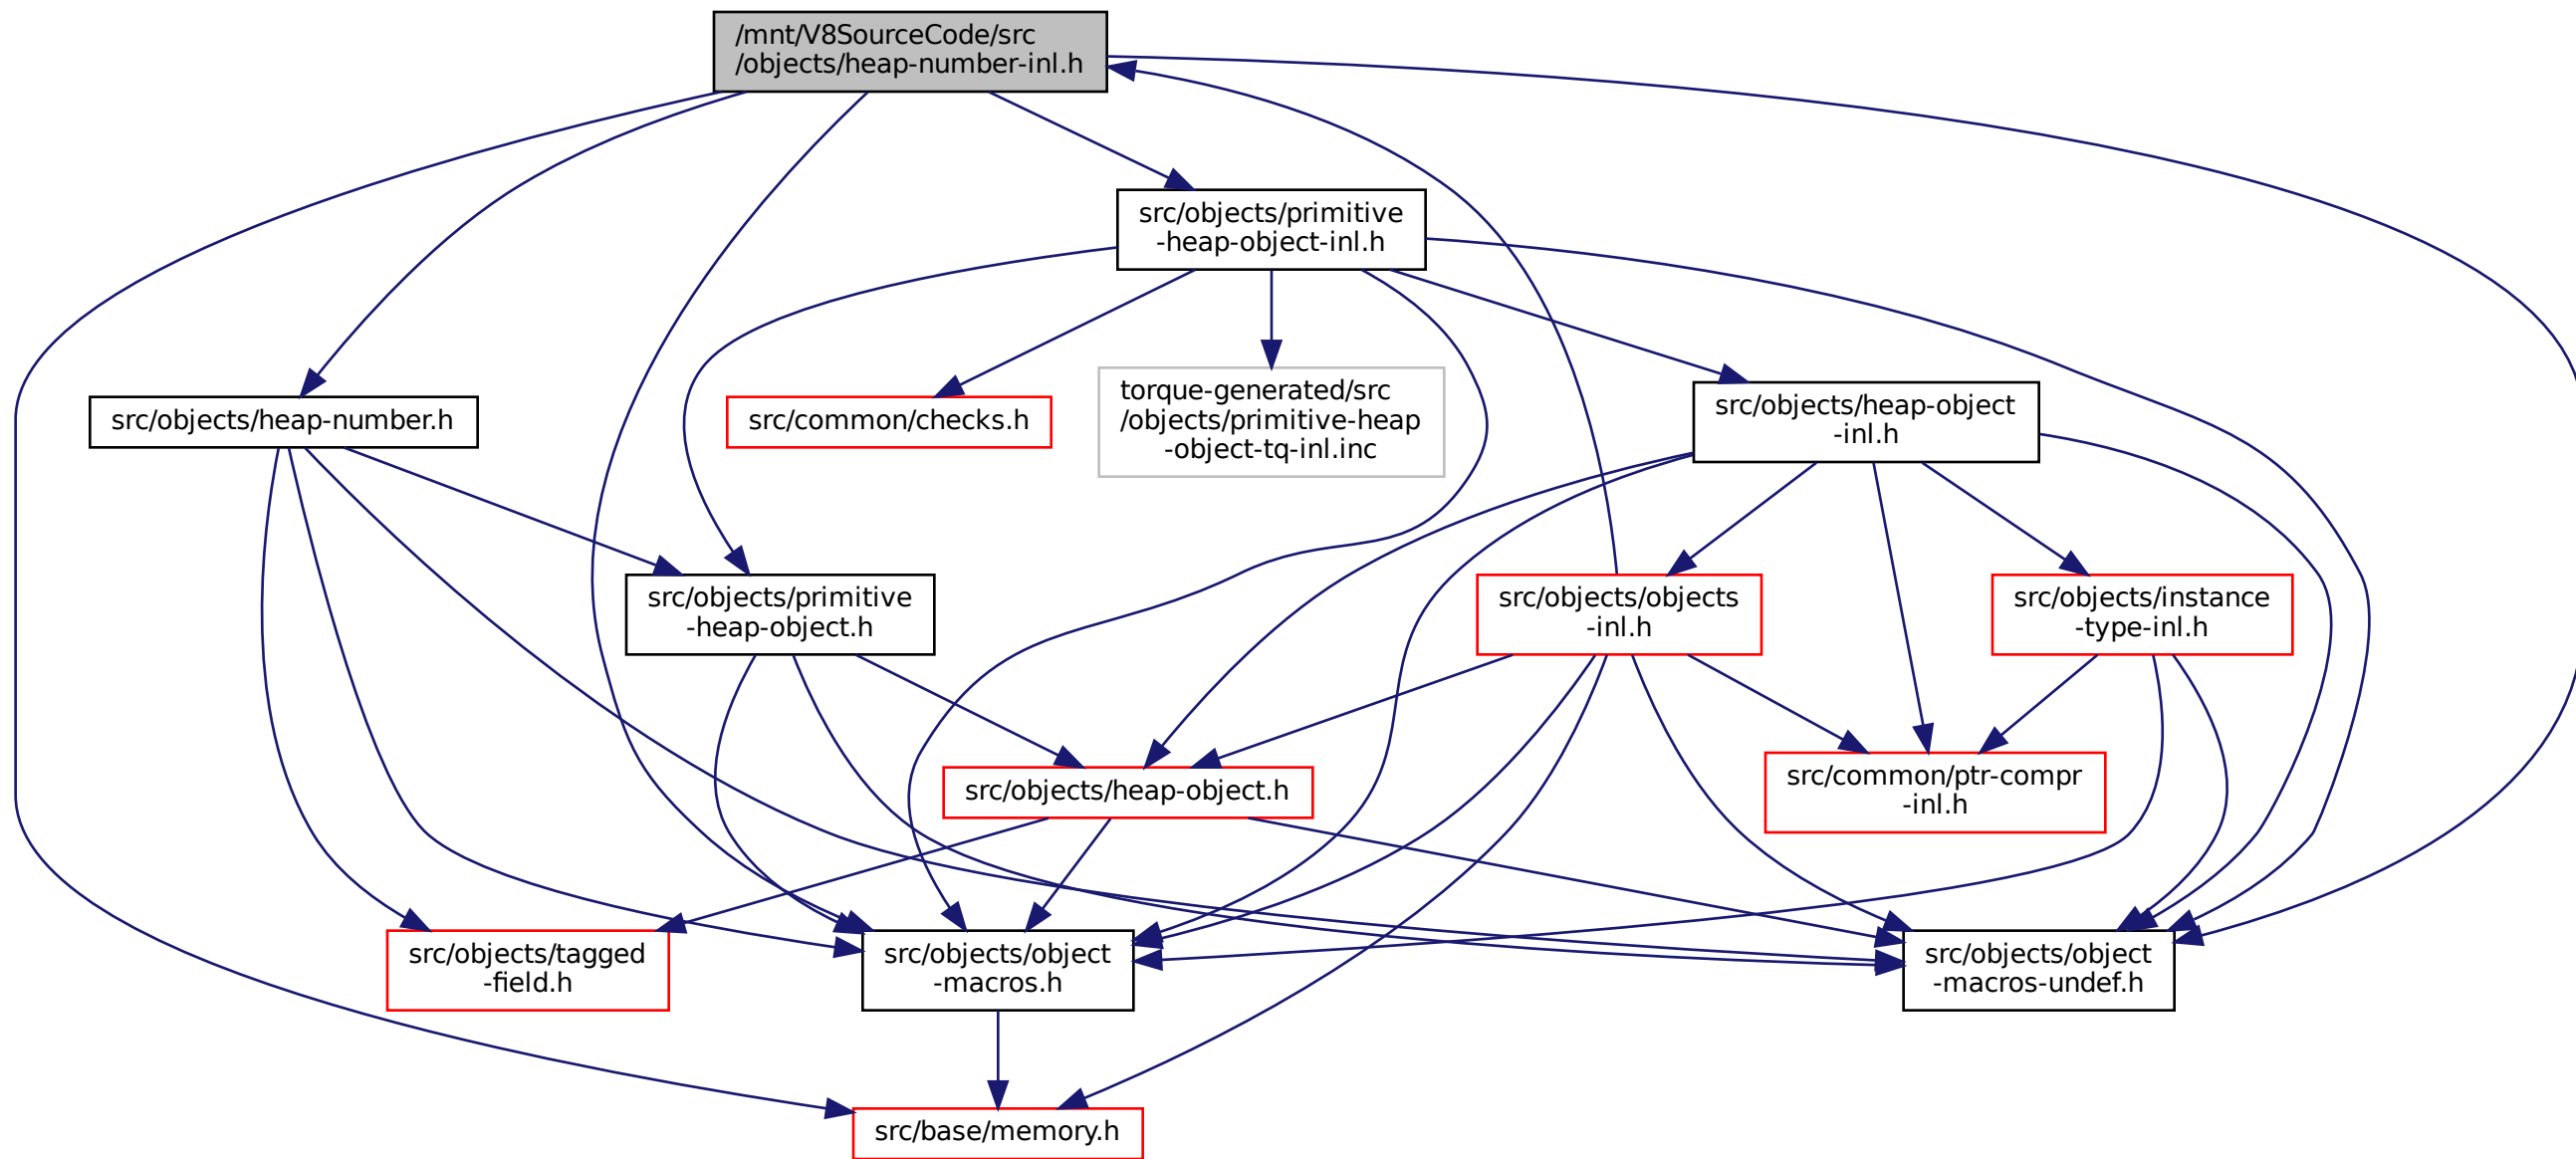 /mnt/V8SourceCode/src
/objects/heap-number-inl.h
src/objects/primitive
-heap-object-inl.h
src/objects/heap-number.h
src/common/checks.h
torque-generated/src
/objects/primitive-heap
-object-tq-inl.inc
src/objects/heap-object
-inl.h
src/objects/primitive
-heap-object.h
src/objects/objects
-inl.h
src/objects/instance
-type-inl.h
src/objects/heap-object.h
src/common/ptr-compr
-inl.h
src/objects/tagged
-field.h
src/objects/object
-macros.h
src/objects/object
-macros-undef.h
src/base/memory.h